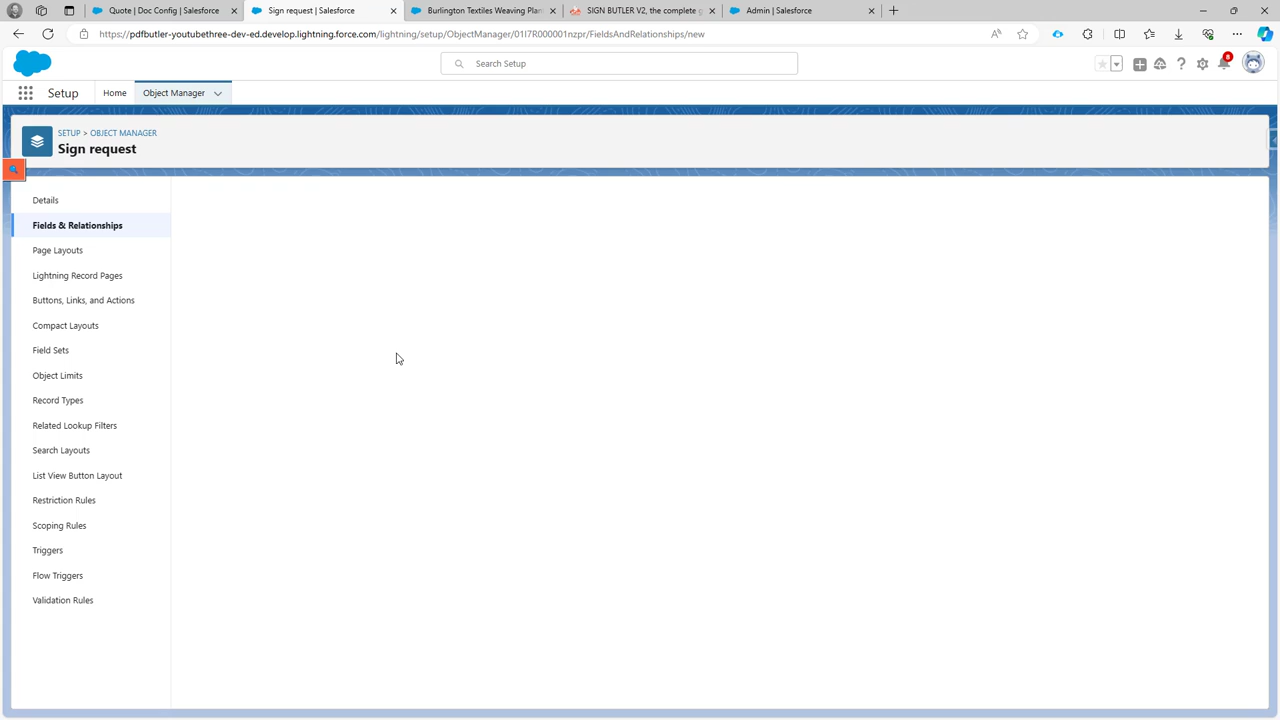 Quote | Doc Config | Salesforce
Sign request | Salesforce
Burlington Textiles Weaving Plan
SIGN BUTLER V2, the complete g
Admin | Salesforce
https://pdfbutler-youtubethree-dev-ed.develop.lightning.force.com/lightning/setup/ObjectManager/01I7R000001nzpr/FieldsAndRelationships/new
Search Setup
8
Setup
Home
Object Manager
SETUP > OBJECT MANAGER
Sign request
Details
Fields & Relationships
Page Layouts
Lightning Record Pages
Buttons, Links, and Actions
Compact Layouts
Field Sets
Object Limits
Record Types
Related Lookup Filters
Search Layouts
List View Button Layout
Restriction Rules
Scoping Rules
Triggers
Flow Triggers
Validation Rules